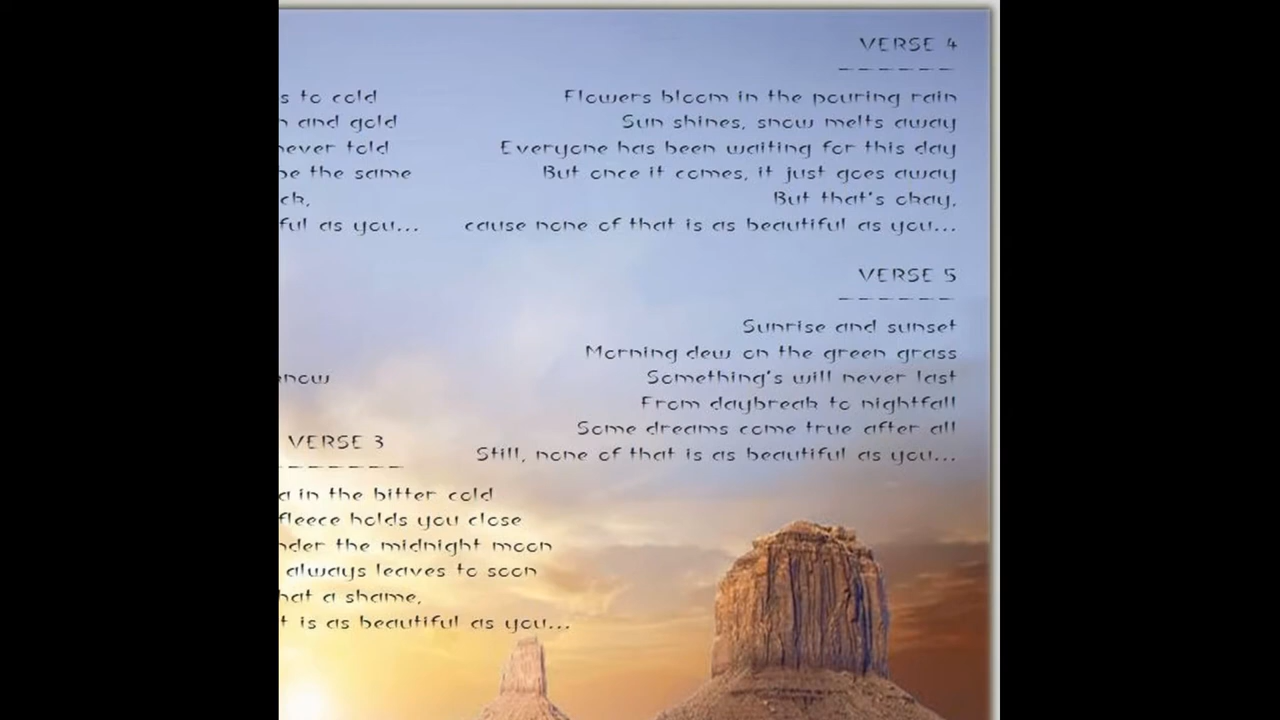 s to cold
and gold
never told
be the same
ck,
ful as you...
now
VERSE 3
a in the bitter cold
fleece holds you close
nder the midnight moon
always leaves to soon
hat a shame,
t is as beautiful as you...
VERSE 4
Flowers bloom in the pouring rain
Sun shines, snow melts away
Everyone has been waiting for this day
But once it comes, it just goes away
But that's okay,
cause none of that is as beautiful as you...
VERSE 5
Sunrise and sunset
Morning dew on the green grass
Something's will never last
From daybreak to nightfall
Some dreams come true after all
Still, none of that is as beautiful as you...